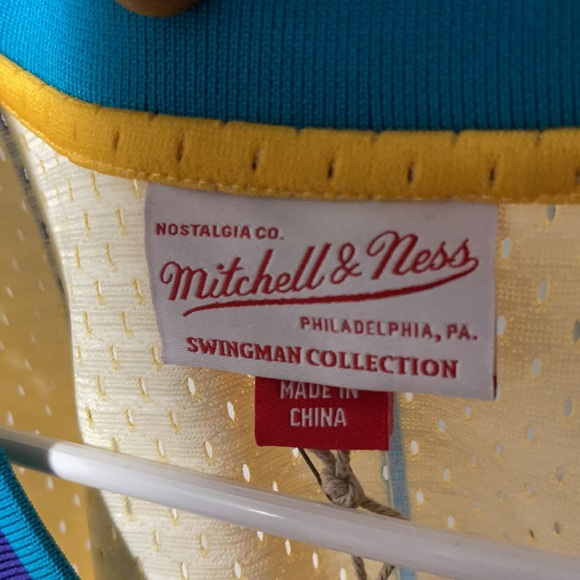 NOSTALGIA CO.
Mitchell & Ness
PHILADELPHIA, PA.
SWINGMAN COLLECTION
MADE IN
CHINA